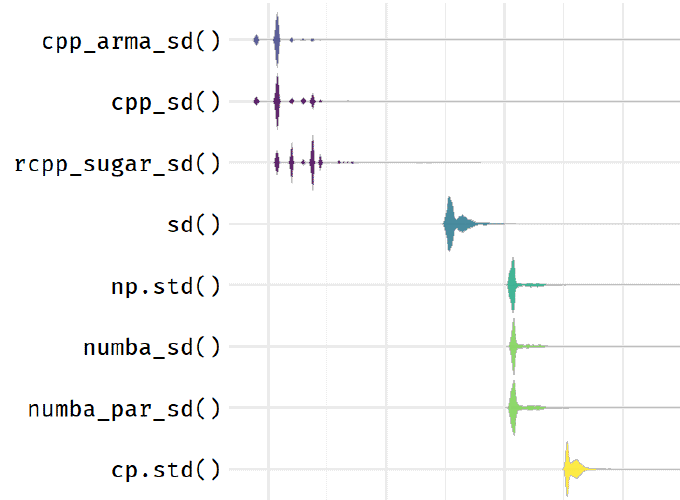 cpp_arma_sd()
cpp_sd()
rcpp_sugar_sd()
sd()
np.std()
numba_sd()
numba_par_sd()
cp.std()